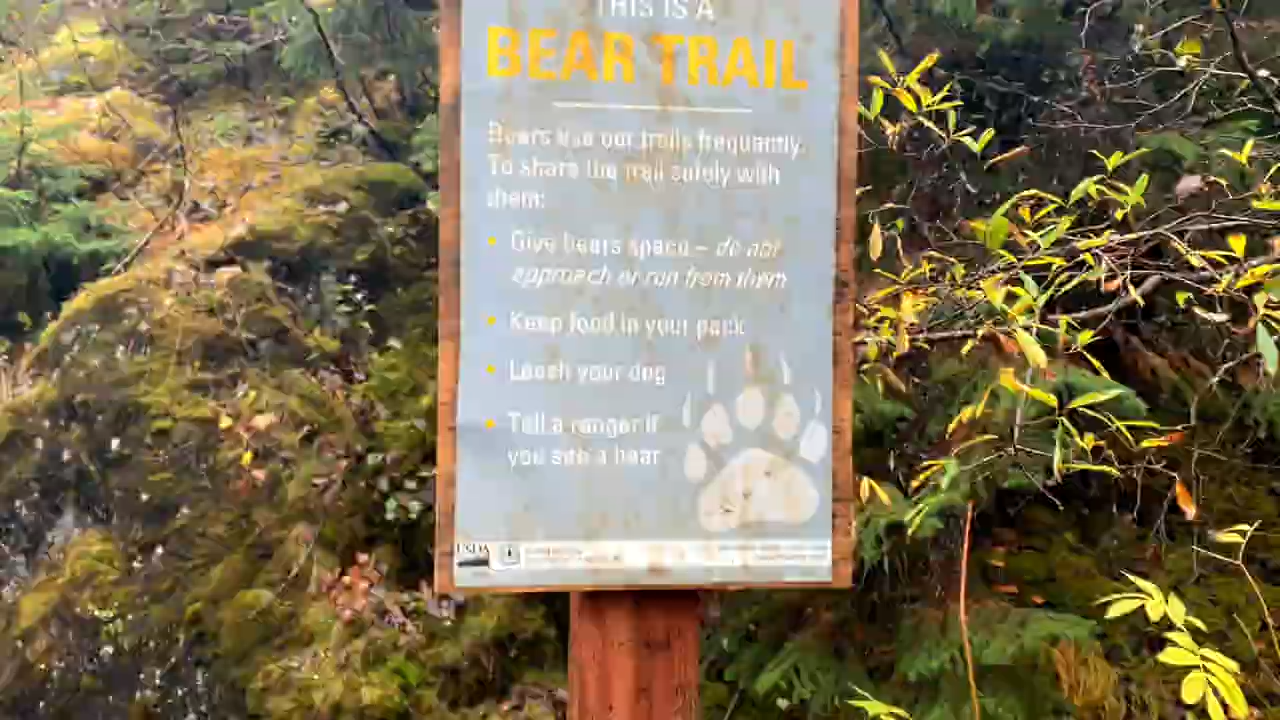 THIS IS A
BEAR TRAIL
Bears use our trails frequently.
To share the trail safely with
them:
• Give bears space – do not
approach or run from them
• Keep food in your pack
• Leash your dog
• Tell a ranger if
you see a bear
USDA